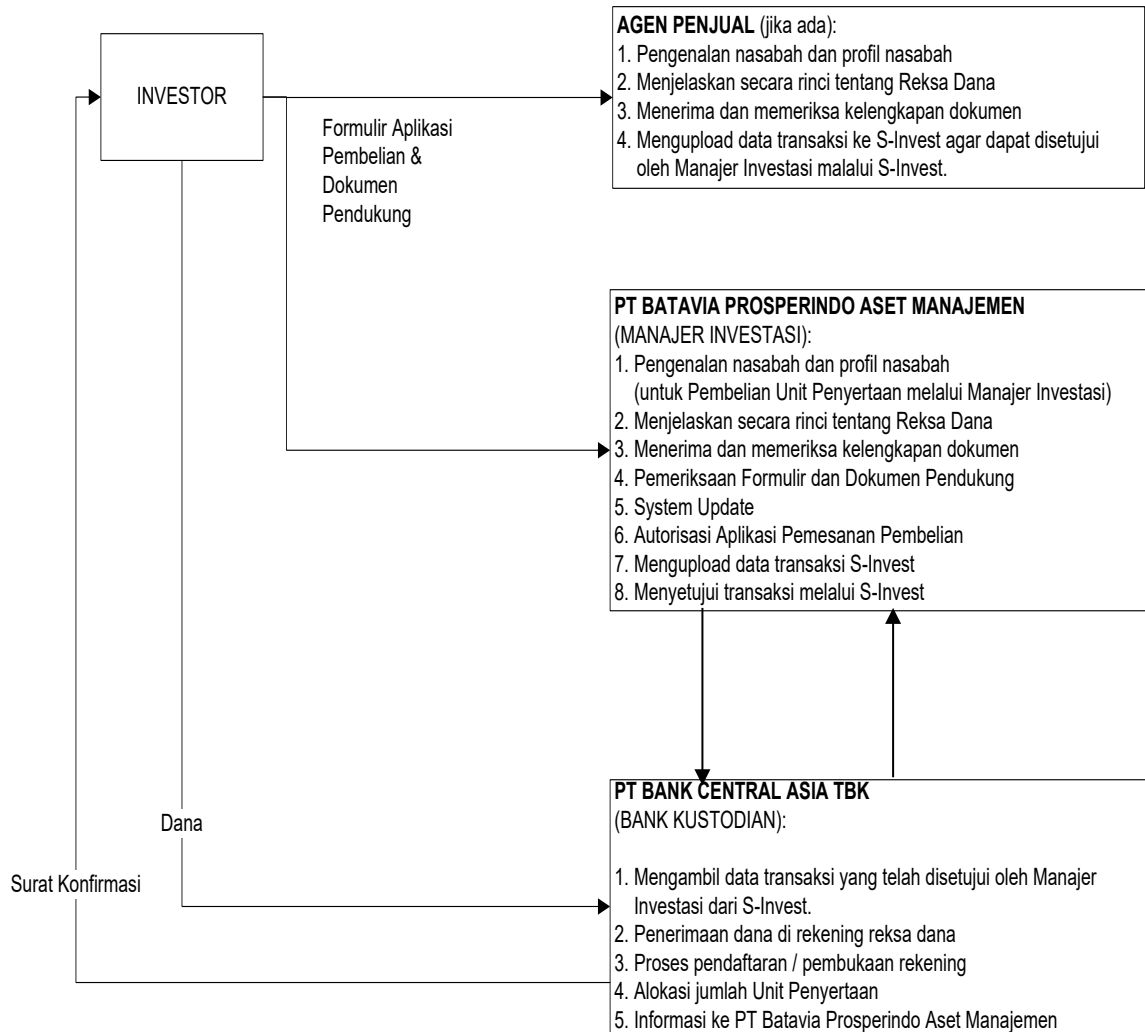 INVESTOR
Formulir Aplikasi
Pembelian &
Dokumen
Pendukung
AGEN PENJUAL (jika ada):
1. Pengenalan nasabah dan profil nasabah
2. Menjelaskan secara rinci tentang Reksa Dana
3. Menerima dan memeriksa kelengkapan dokumen
4. Mengupload data transaksi ke S-Invest agar dapat disetujui
oleh Manajer Investasi malalui S-Invest.
PT BATAVIA PROSPERINDO ASET MANAJEMEN
(MANAJER INVESTASI):
1. Pengenalan nasabah dan profil nasabah
(untuk Pembelian Unit Penyertaan melalui Manajer Investasi)
2. Menjelaskan secara rinci tentang Reksa Dana
3. Menerima dan memeriksa kelengkapan dokumen
4. Pemeriksaan Formulir dan Dokumen Pendukung
5. System Update
6. Autorisasi Aplikasi Pemesanan Pembelian
7. Mengupload data transaksi S-Invest
8. Menyetujui transaksi melalui S-Invest
Dana
Surat Konfirmasi
PT BANK CENTRAL ASIA TBK
(BANK KUSTODIAN):
1. Mengambil data transaksi yang telah disetujui oleh Manajer
Investasi dari S-Invest.
2. Penerimaan dana di rekening reksa dana
3. Proses pendaftaran / pembukaan rekening
4. Alokasi jumlah Unit Penyertaan
5. Informasi ke PT Batavia Prosperindo Aset Manajemen